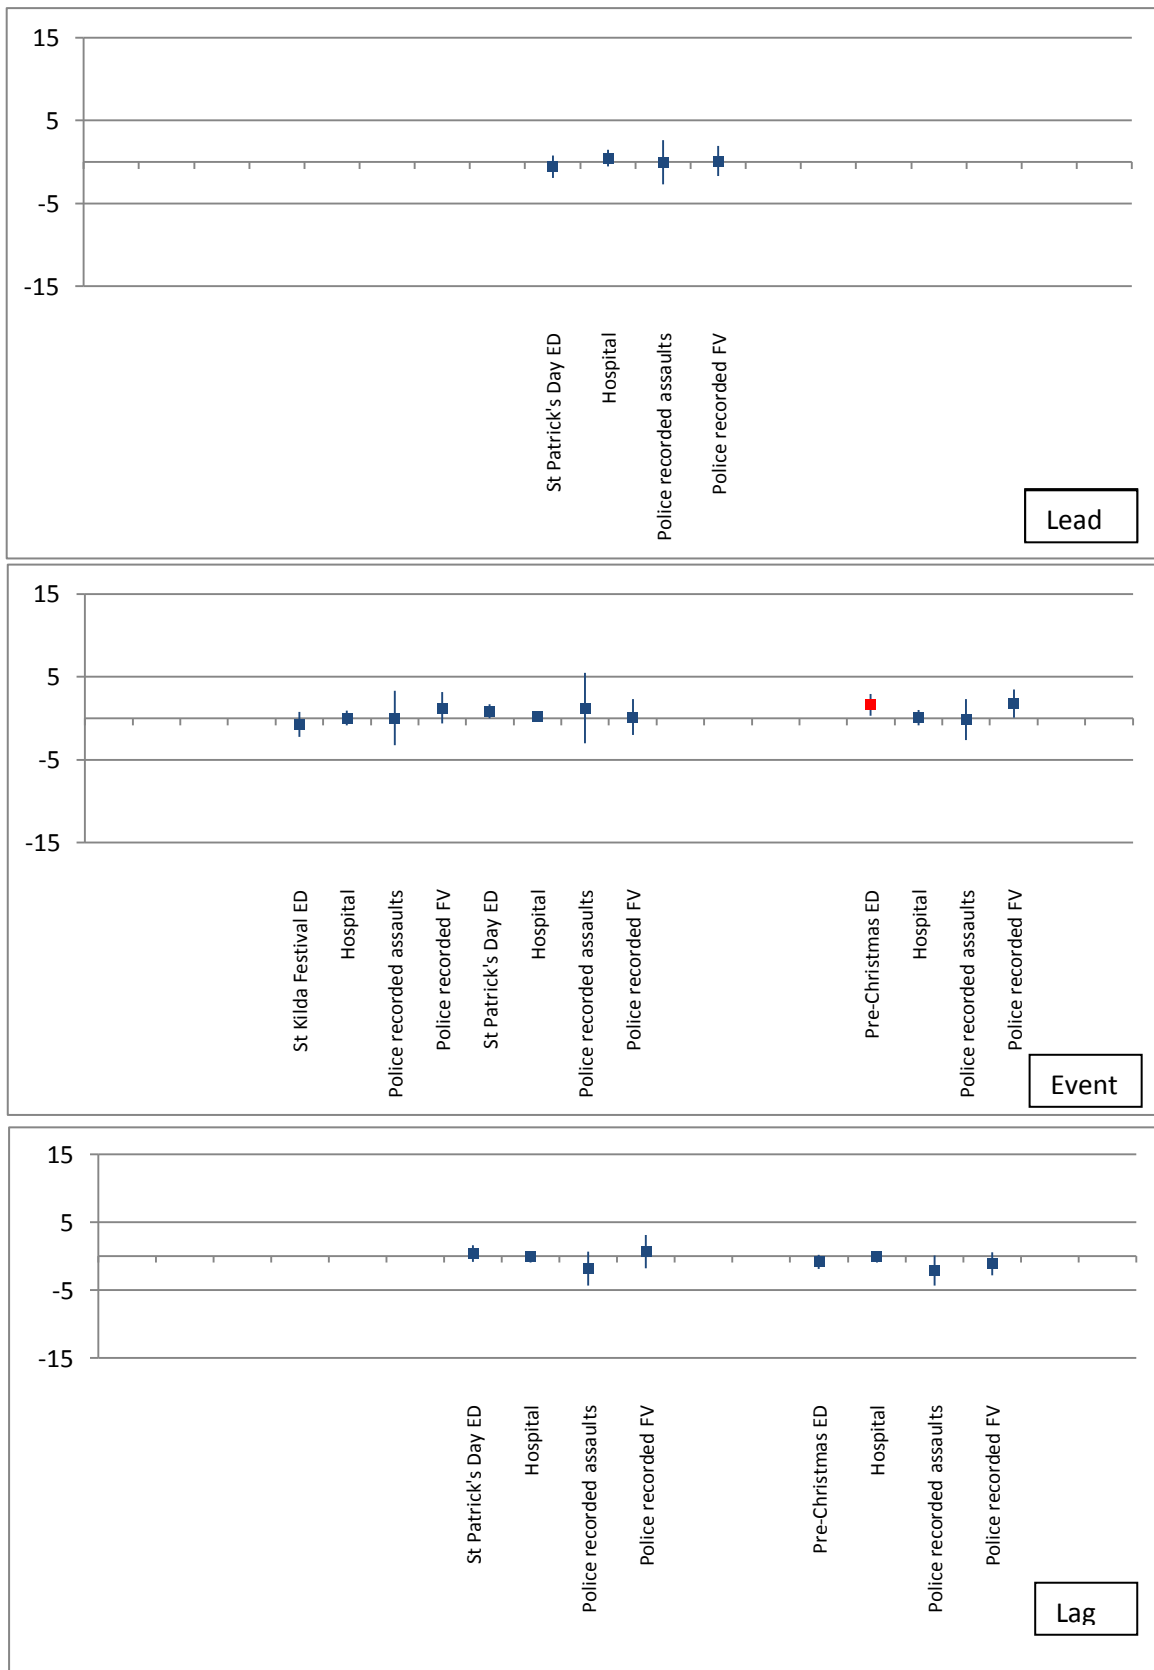 15
5
-5
-15
St Patrick's Day ED
Hospital
Police recorded assaults
Police recorded FV
Lead
15
5
-5
-15
St Kilda Festival ED
Hospital
Police recorded assaults
Police recorded FV
St Patrick's Day ED
Hospital
Police recorded assaults
Police recorded FV
Pre-Christmas ED
Hospital
Police recorded assaults
Police recorded FV
Event
15
5
-5
-15
St Patrick's Day ED
Hospital
Police recorded assaults
Police recorded FV
Pre-Christmas ED
Hospital
Police recorded assaults
Police recorded FV
Lag